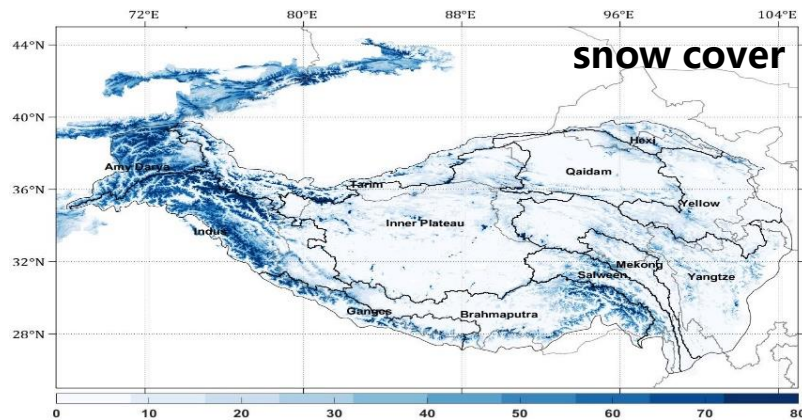 72°E 80°E 88°E 96°E 104°E
44°N
snow cover
40°N
Hexi
Amu Darya
Qaidam
Tarim
36°N
Yellow
Inner Plateau
Indus
32°N
Mekong
Salween
Yangtze
Ganges
Brahmaputra
28°N
0 10 20 30 40 50 60 70 80